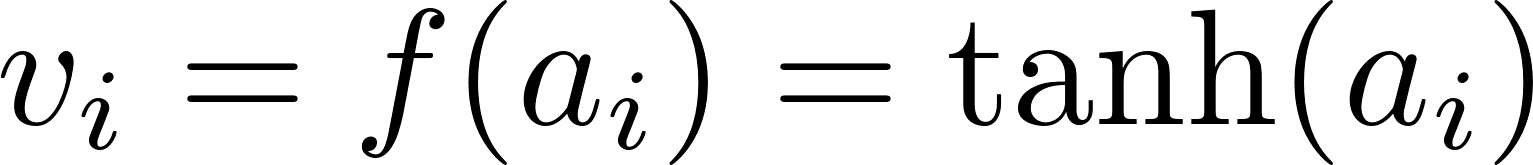 v_i = f(a_i) = tanh(a_i)